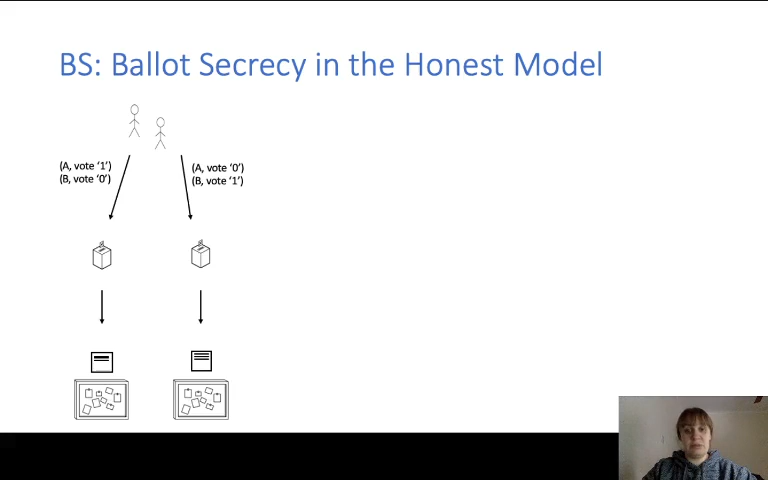 BS: Ballot Secrecy in the Honest Model
(A, vote ‘1’)
(B, vote ‘0’)
(A, vote ‘0’)
(B, vote ‘1’)